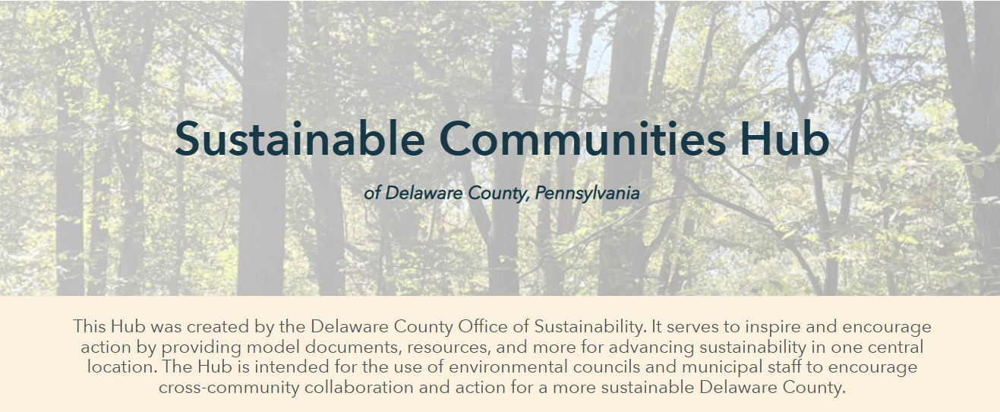 Sustainable Communities Hub
of Delaware County, Pennsylvania
This Hub was created by the Delaware County Office of Sustainability. It serves to inspire and encourage
action by providing model documents, resources, and more for advancing sustainability in one central
location. The Hub is intended for the use of environmental councils and municipal staff to encourage
cross-community collaboration and action for a more sustainable Delaware County.